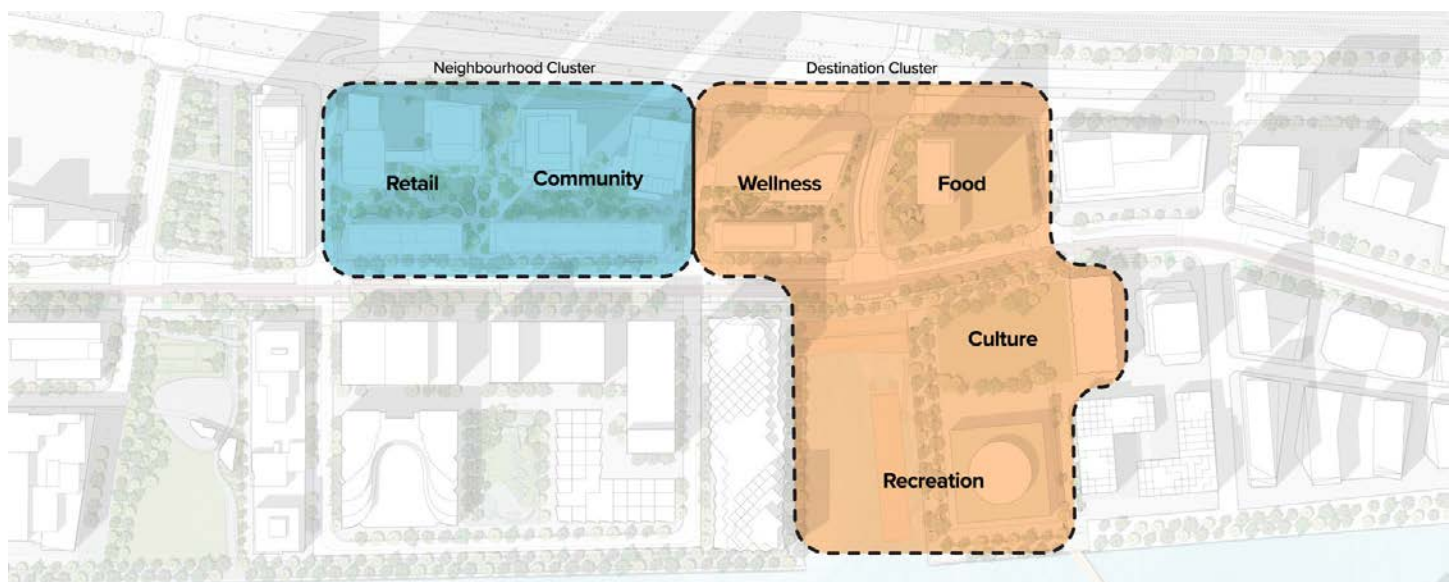 Neighbourhood Cluster
Destination Cluster
Retail
Community
Wellness
Food
Culture
Recreation